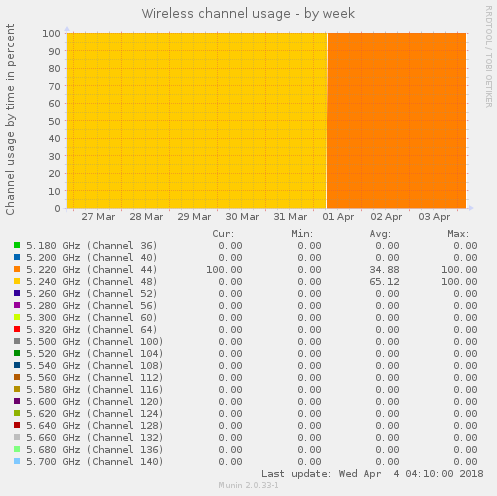 Wireless channel usage - by week
RRDTOOL / TOBI OETIKER
Channel usage by time in percent
100
90
80
70
60
50
40
30
20
10
0
27 Mar 28 Mar 29 Mar 30 Mar 31 Mar 01 Apr 02 Apr 03 Apr
Cur: Min: Avg: Max:
5.180 GHz (Channel 36) 0.00 0.00 0.00 0.00
5.200 GHz (Channel 40) 0.00 0.00 0.00 0.00
5.220 GHz (Channel 44) 100.00 0.00 34.88 100.00
5.240 GHz (Channel 48) 0.00 0.00 65.12 100.00
5.260 GHz (Channel 52) 0.00 0.00 0.00 0.00
5.280 GHz (Channel 56) 0.00 0.00 0.00 0.00
5.300 GHz (Channel 60) 0.00 0.00 0.00 0.00
5.320 GHz (Channel 64) 0.00 0.00 0.00 0.00
5.500 GHz (Channel 100) 0.00 0.00 0.00 0.00
5.520 GHz (Channel 104) 0.00 0.00 0.00 0.00
5.540 GHz (Channel 108) 0.00 0.00 0.00 0.00
5.560 GHz (Channel 112) 0.00 0.00 0.00 0.00
5.580 GHz (Channel 116) 0.00 0.00 0.00 0.00
5.600 GHz (Channel 120) 0.00 0.00 0.00 0.00
5.620 GHz (Channel 124) 0.00 0.00 0.00 0.00
5.640 GHz (Channel 128) 0.00 0.00 0.00 0.00
5.660 GHz (Channel 132) 0.00 0.00 0.00 0.00
5.680 GHz (Channel 136) 0.00 0.00 0.00 0.00
5.700 GHz (Channel 140) 0.00 0.00 0.00 0.00
Last update: Wed Apr 4 04:10:00 2018
Munin 2.0.33-1